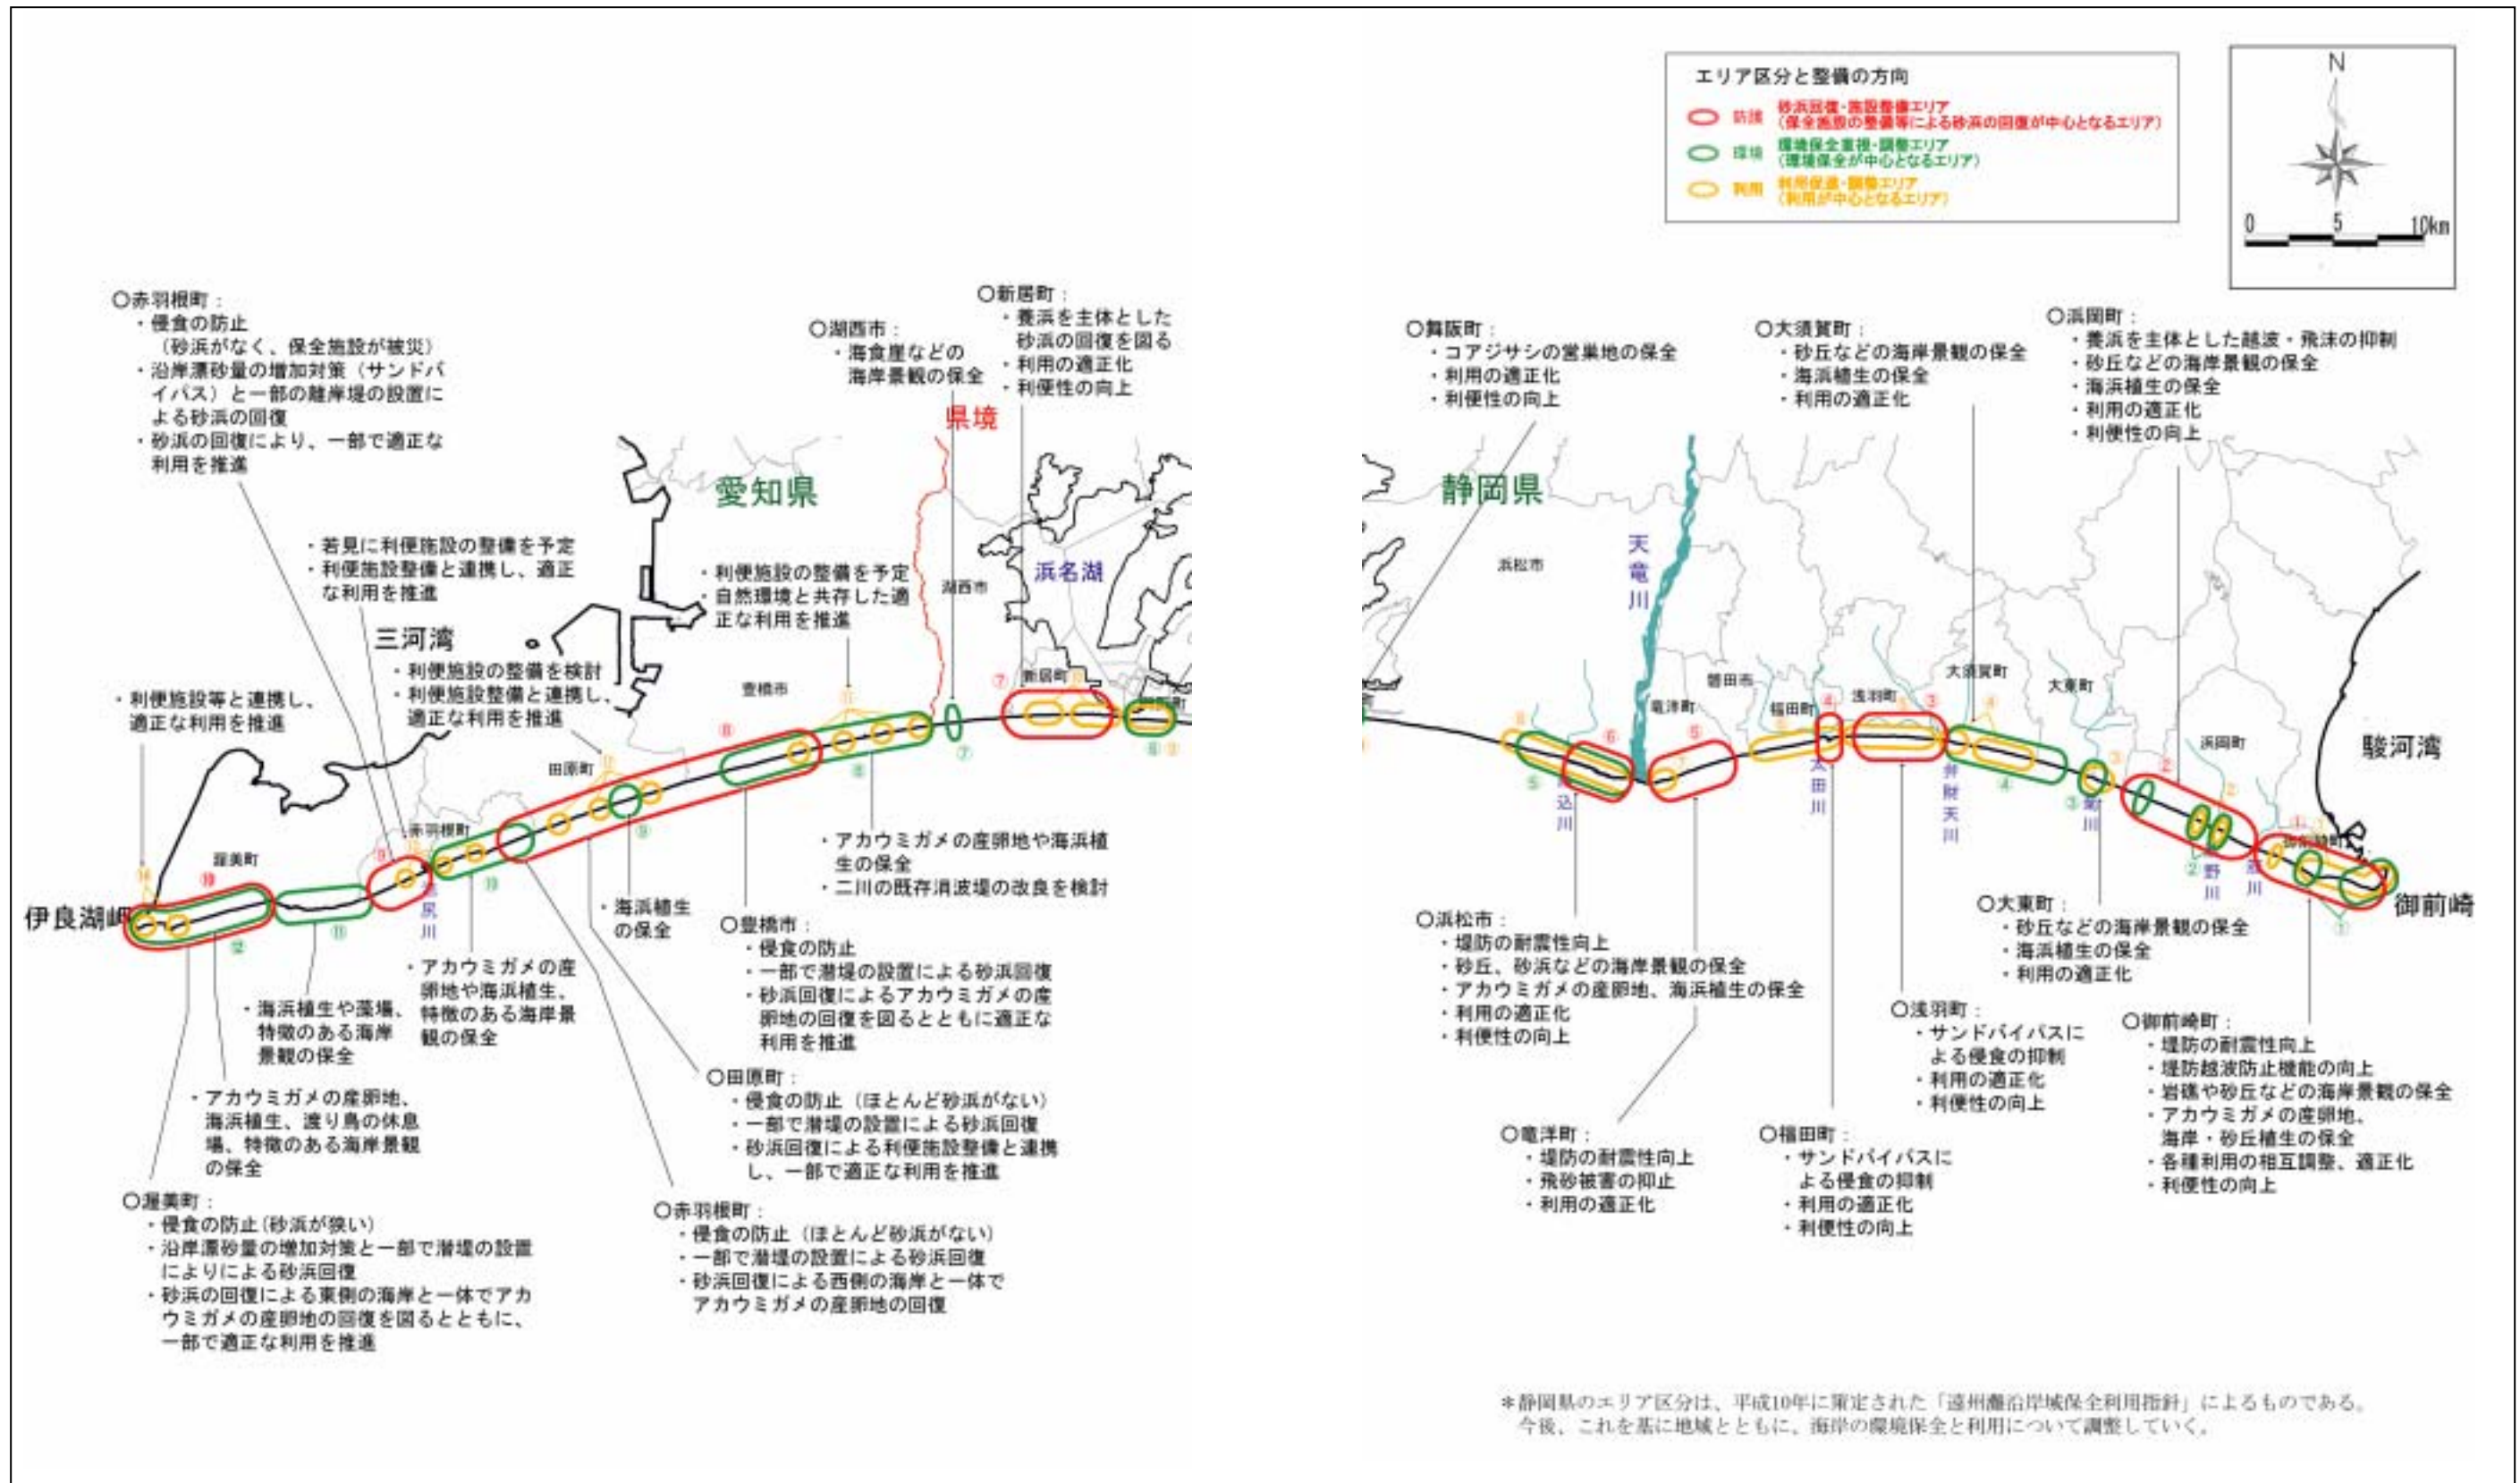 エリア区分と整備の方向
防護 砂浜回復・施設整備エリア
(保全施設の整備等による砂浜の回復が中心となるエリア)
環境 環境保全重視・調整エリア
(環境保全が中心となるエリア)
利用 利用促進・調整エリア
(利用が中心となるエリア)
N
0 5 10km
○赤羽根町:
・侵食の防止
(砂浜がなく、保全施設が被災)
・沿岸漂砂量の増加対策(サンドバ
イパス)と一部の離岸堤の設置に
よる砂浜の回復
・砂浜の回復により、一部で適正な
利用を推進
○湖西市:
・海食崖などの
海岸景観の保全
○新居町:
・養浜を主体とした
砂浜の回復を図る
・利用の適正化
・利便性の向上
県境
愛知県
・若見に利便施設の整備を予定
・利便施設整備と連携し、適正
な利用を推進
・利便施設の整備を予定
・自然環境と共存した適
正な利用を推進
湖西市
浜名湖
三河湾
・利便施設の整備を検討
・利便施設整備と連携し、
適正な利用を推進
・利便施設等と連携し、
適正な利用を推進
豊橋市
新居町
⑦
⑧
田原町
赤羽根町
渥美町
伊良湖岬
⑨
⑩
⑪
⑫
・アカウミガメの産卵地や海浜植
生の保全
・二川の既存消波堤の改良を検討
・海浜植生
の保全
○豊橋市:
・侵食の防止
・一部で潜堤の設置による砂浜回復
・砂浜回復によるアカウミガメの産
卵地の回復を図るとともに適正な
利用を推進
・アカウミガメの産
卵地や海浜植生、
特徴のある海岸景
観の保全
・海浜植生や藻場、
特徴のある海岸
景観の保全
・アカウミガメの産卵地、
海浜植生、渡り鳥の休息
場、特徴のある海岸景観
の保全
○田原町:
・侵食の防止(ほとんど砂浜がない)
・一部で潜堤の設置による砂浜回復
・砂浜回復による利便施設整備と連携
し、一部で適正な利用を推進
○渥美町:
・侵食の防止(砂浜が狭い)
・沿岸漂砂量の増加対策と一部で潜堤の設置
によりによる砂浜回復
・砂浜の回復による東側の海岸と一体でアカ
ウミガメの産卵地の回復を図るとともに、
一部で適正な利用を推進
○赤羽根町:
・侵食の防止(ほとんど砂浜がない)
・一部で潜堤の設置による砂浜回復
・砂浜回復による西側の海岸と一体で
アカウミガメの産卵地の回復
○舞阪町:
・コアジサシの営巣地の保全
・利用の適正化
・利便性の向上
○大須賀町:
・砂丘などの海岸景観の保全
・海浜植生の保全
・利用の適正化
○浜岡町:
・養浜を主体とした越波・飛沫の抑制
・砂丘などの海岸景観の保全
・海浜植生の保全
・利用の適正化
・利便性の向上
静岡県
浜松市
天竜川
竜洋町
磐田市
福田町
浅羽町
大須賀町
大東町
浜岡町
駿河湾
御前崎
太田川
弁財天川
⑥
⑤
④
③
②
①
○浜松市:
・堤防の耐震性向上
・砂丘、砂浜などの海岸景観の保全
・アカウミガメの産卵地、海浜植生の保全
・利用の適正化
・利便性の向上
○大東町:
・砂丘などの海岸景観の保全
・海浜植生の保全
・利用の適正化
○浅羽町:
・サンドバイパスに
よる侵食の抑制
・利用の適正化
・利便性の向上
○御前崎町:
・堤防の耐震性向上
・堤防越波防止機能の向上
・岩礁や砂丘などの海岸景観の保全
・アカウミガメの産卵地、
海岸・砂丘植生の保全
・各種利用の相互調整、適正化
・利便性の向上
○竜洋町:
・堤防の耐震性向上
・飛砂被害の抑止
・利用の適正化
○福田町:
・サンドバイパスに
よる侵食の抑制
・利用の適正化
・利便性の向上
*静岡県のエリア区分は、平成10年に策定された「遠州灘沿岸域保全利用指針」によるものである。
今後、これを基に地域とともに、海岸の環境保全と利用について調整していく。